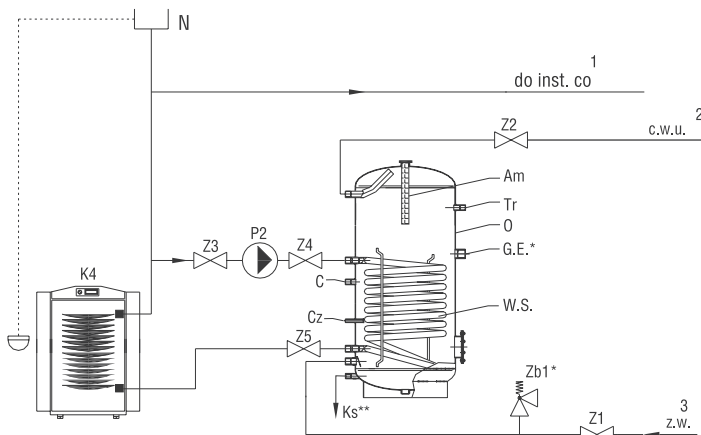 N
1
do inst. co
2
Z2
c.w.u.
Am
Tr
P2
O
Z3
Z4
G.E.*
K4
C
W.S.
Cz
Z5
Zb1*
Ks**
3
Z1
z.w.